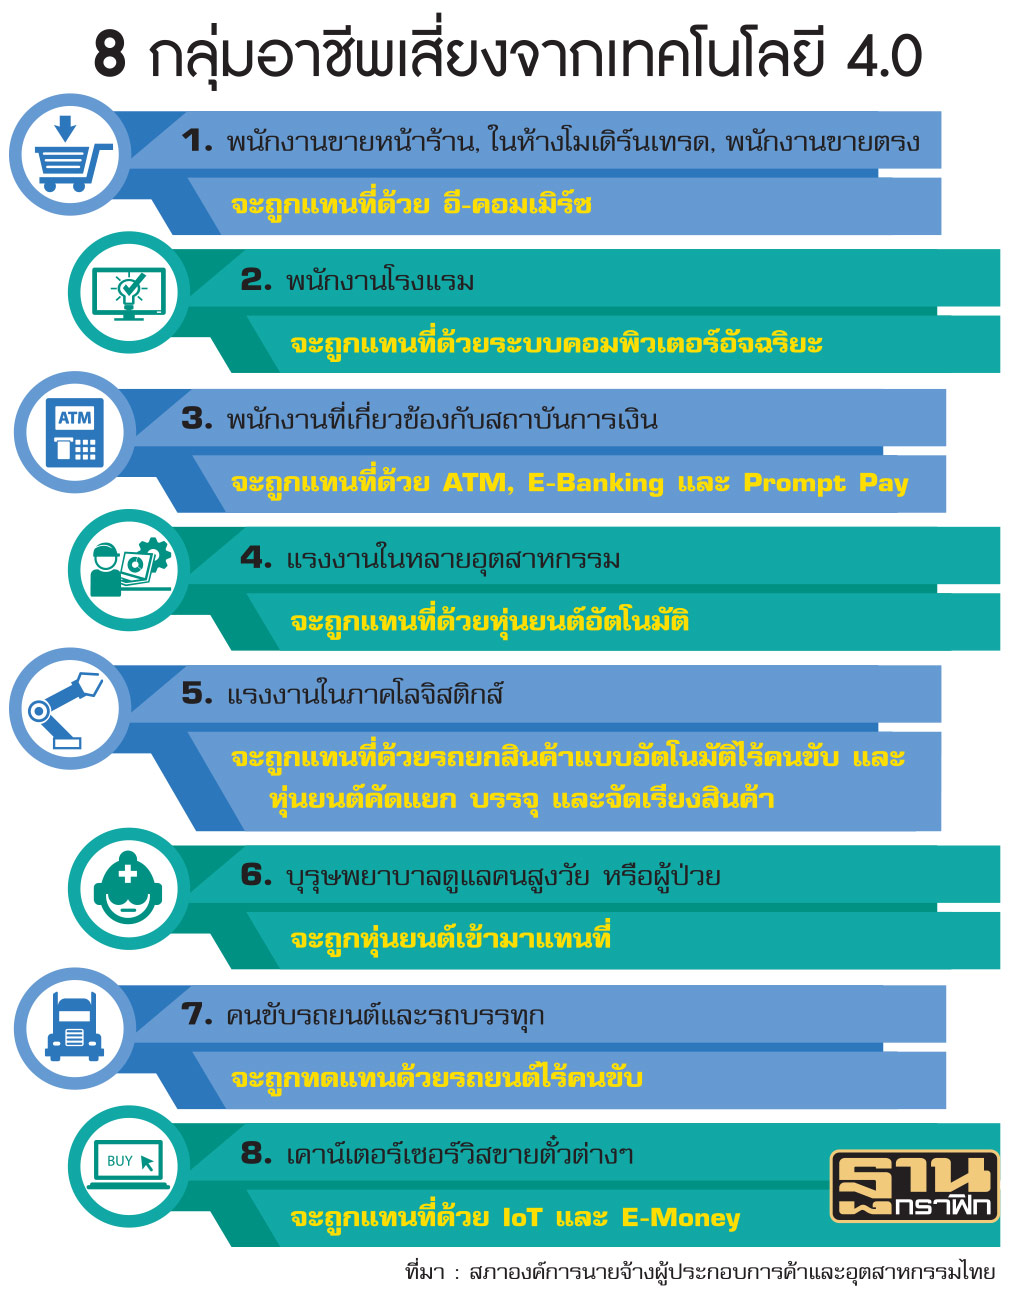 8 กลุ่มอาชีพเสี่ยงจากเทคโนโลยี 4.0
1. พนักงานขายหน้าร้าน, ในห้างโมเดิร์นเทรด, พนักงานขายตรง
จะถูกแทนที่ด้วย อี-คอมเมิร์ซ
2. พนักงานโรงแรม
จะถูกแทนที่ด้วยระบบคอมพิวเตอร์อัจฉริยะ
ATM
3. พนักงานที่เกี่ยวข้องกับสถาบันการเงิน
จะถูกแทนที่ด้วย ATM, E-Banking และ Prompt Pay
4. แรงงานในหลายอุตสาหกรรม
จะถูกแทนที่ด้วยหุ่นยนต์อัตโนมัติ
5. แรงงานในภาคโลจิสติกส์
จะถูกแทนที่ด้วยรถยกสินค้าแบบอัตโนมัติไร้คนขับ และ
หุ่นยนต์คัดแยก บรรจุ และจัดเรียงสินค้า
6. บุรุษพยาบาลดูแลคนสูงวัย หรือผู้ป่วย
จะถูกหุ่นยนต์เข้ามาแทนที่
7. คนขับรถยนต์และรถบรรทุก
จะถูกทดแทนด้วยรถยนต์ไร้คนขับ
BUY
8. เคาน์เตอร์เซอร์วิสขายตั๋วต่างๆ
จะถูกแทนที่ด้วย IoT และ E-Money
ฐาน
กราฟิก
ที่มา : สภาองค์การนายจ้างผู้ประกอบการค้าและอุตสาหกรรมไทย